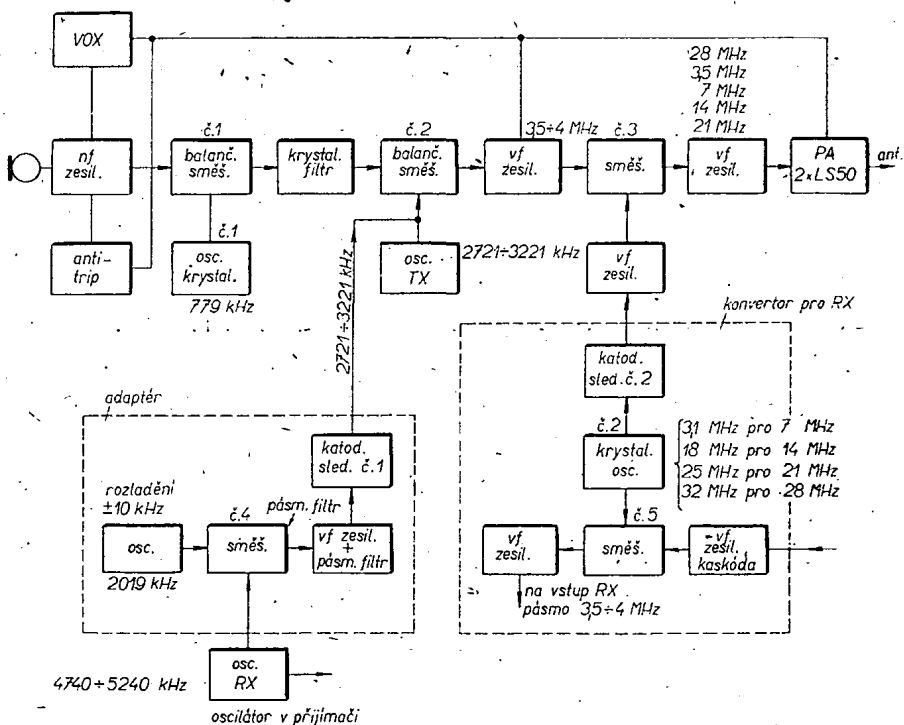 VOX
28 MHz
3,5 MHz
7 MHz
14 MHz
21 MHz
nf
zesil.
č.1
balanč.
směš.
krystal.
filtr
č.2
balanč.
směš.
vf
zesil.
3,5÷4 MHz
č.3
směš.
vf
zesil.
PA
2xLS50
ant.
anti-
trip
č.1
osc.
krystal.
779 kHz
2721÷3221 kHz
osc.
TX
2721÷3221 kHz
vf
zesil.
konvertor pro RX
katod.
sled. č.2
č.2
krystal.
osc.
3,1 MHz pro 7 MHz
18 MHz pro 14 MHz
25 MHz pro 21 MHz
32 MHz pro 28 MHz
adaptér
katod.
sled. č.1
rozladění
±10 kHz
pásm. filtr
osc.
2019 kHz
č.4
směš.
vf zesil.
+
pásm. filtr
vf
zesil.
č.5
směš.
vf
zesil.
kaskóda
na vstup RX
pásmo 3,5÷4 MHz
4740÷5240 kHz
osc.
RX
oscilátor v přijímači